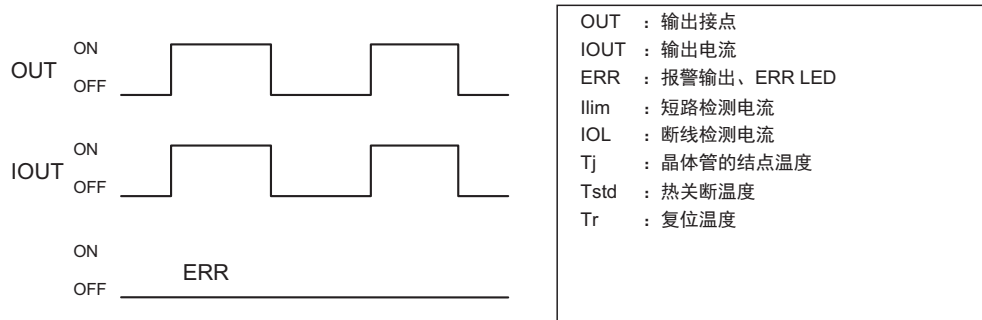 ON
OUT
OFF
ON
IOUT
OFF
ON
ERR
OFF
OUT ：输出接点
IOUT ：输出电流
ERR ：报警输出、ERR LED
Ilim ：短路检测电流
IOL ：断线检测电流
Tj ：晶体管的结点温度
Tstd ：热关断温度
Tr ：复位温度